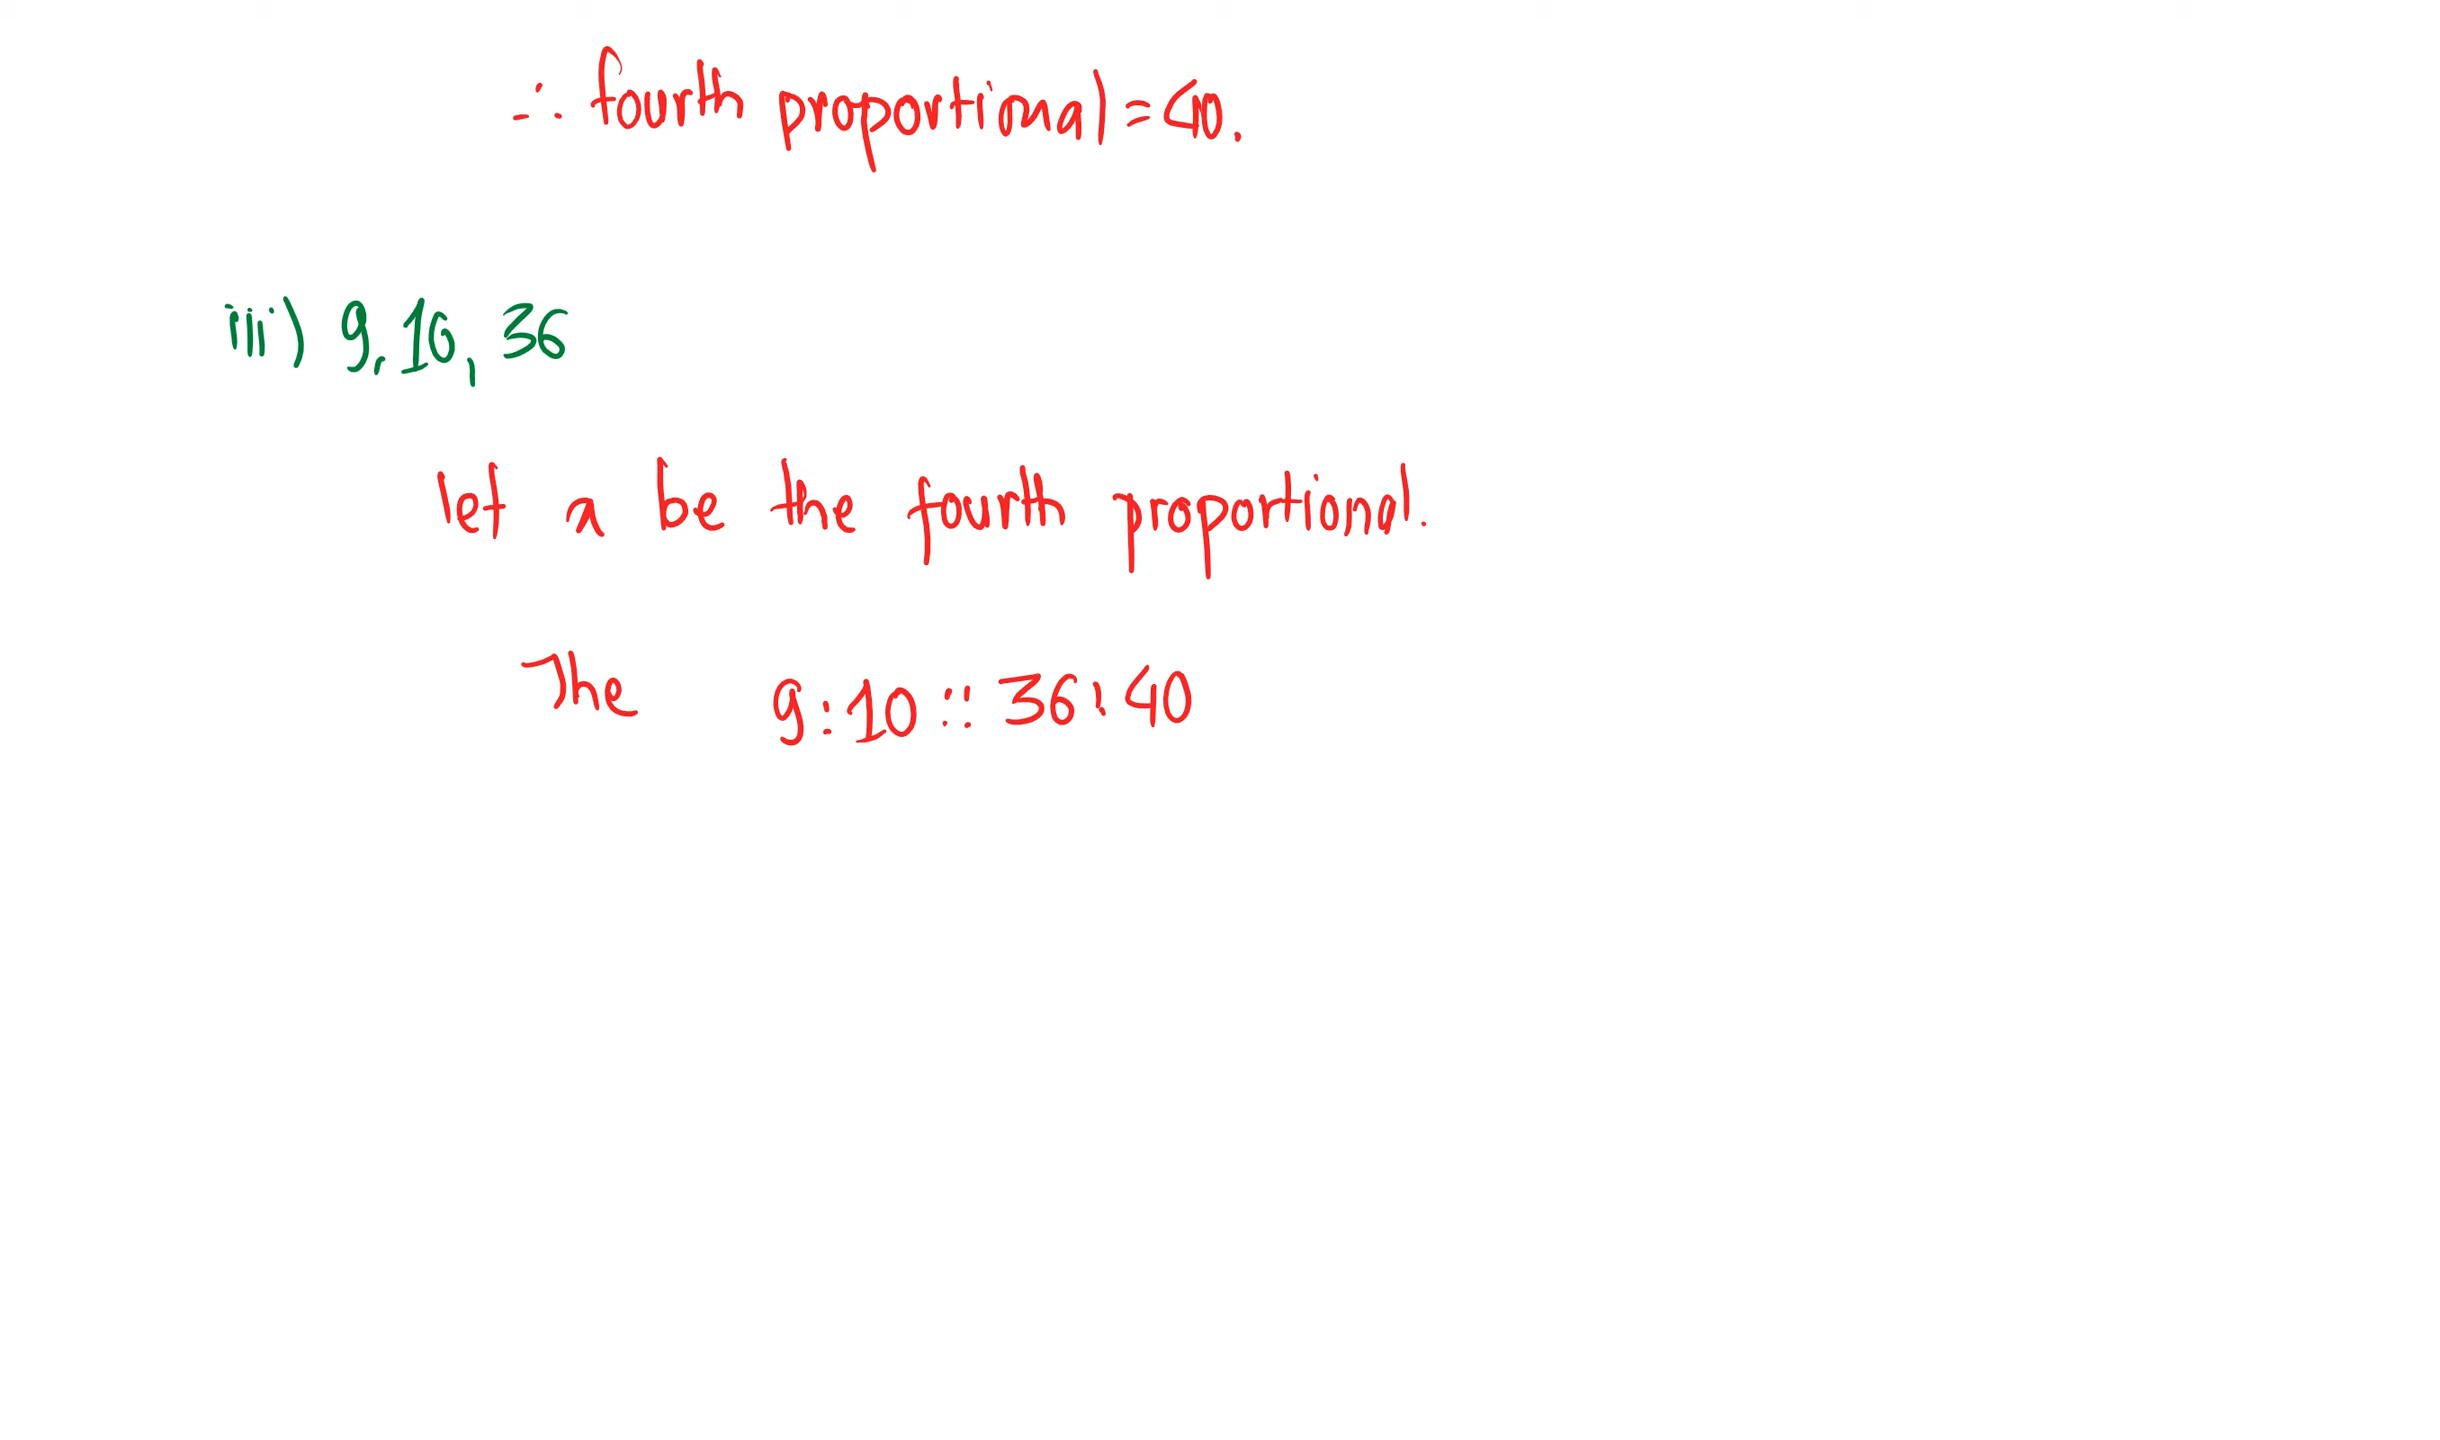 ∴ fourth proportional = 40.
iii) 9, 10, 36
let x be the fourth proportional.
The 9:10 :: 36:40